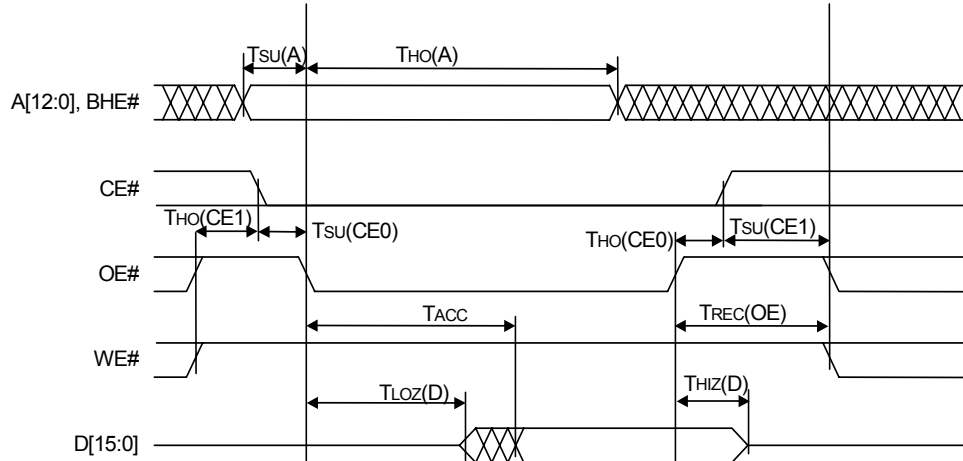 TSU(A)
THO(A)
A[12:0], BHE#
CE#
THO(CE1)
TSU(CE0)
THO(CE0)
TSU(CE1)
OE#
TACC
TREC(OE)
WE#
TLOZ(D)
THIZ(D)
D[15:0]